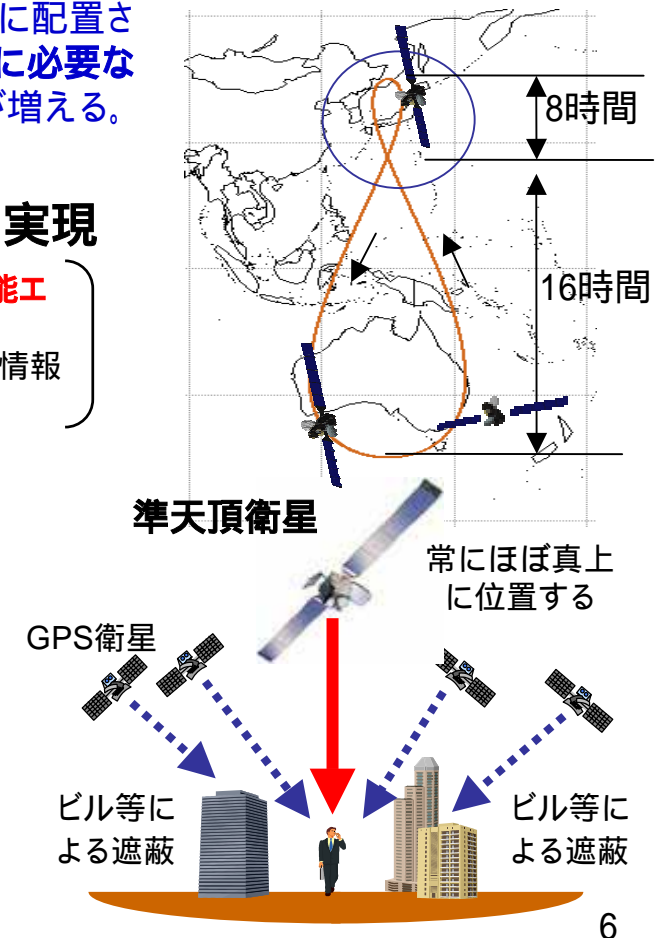 に配置さ
に必要な
が増える。
実現
能エ
情報
8時間
16時間
準天頂衛星
常にほぼ真上
に位置する
GPS衛星
ビル等に
よる遮蔽
ビル等に
よる遮蔽
6